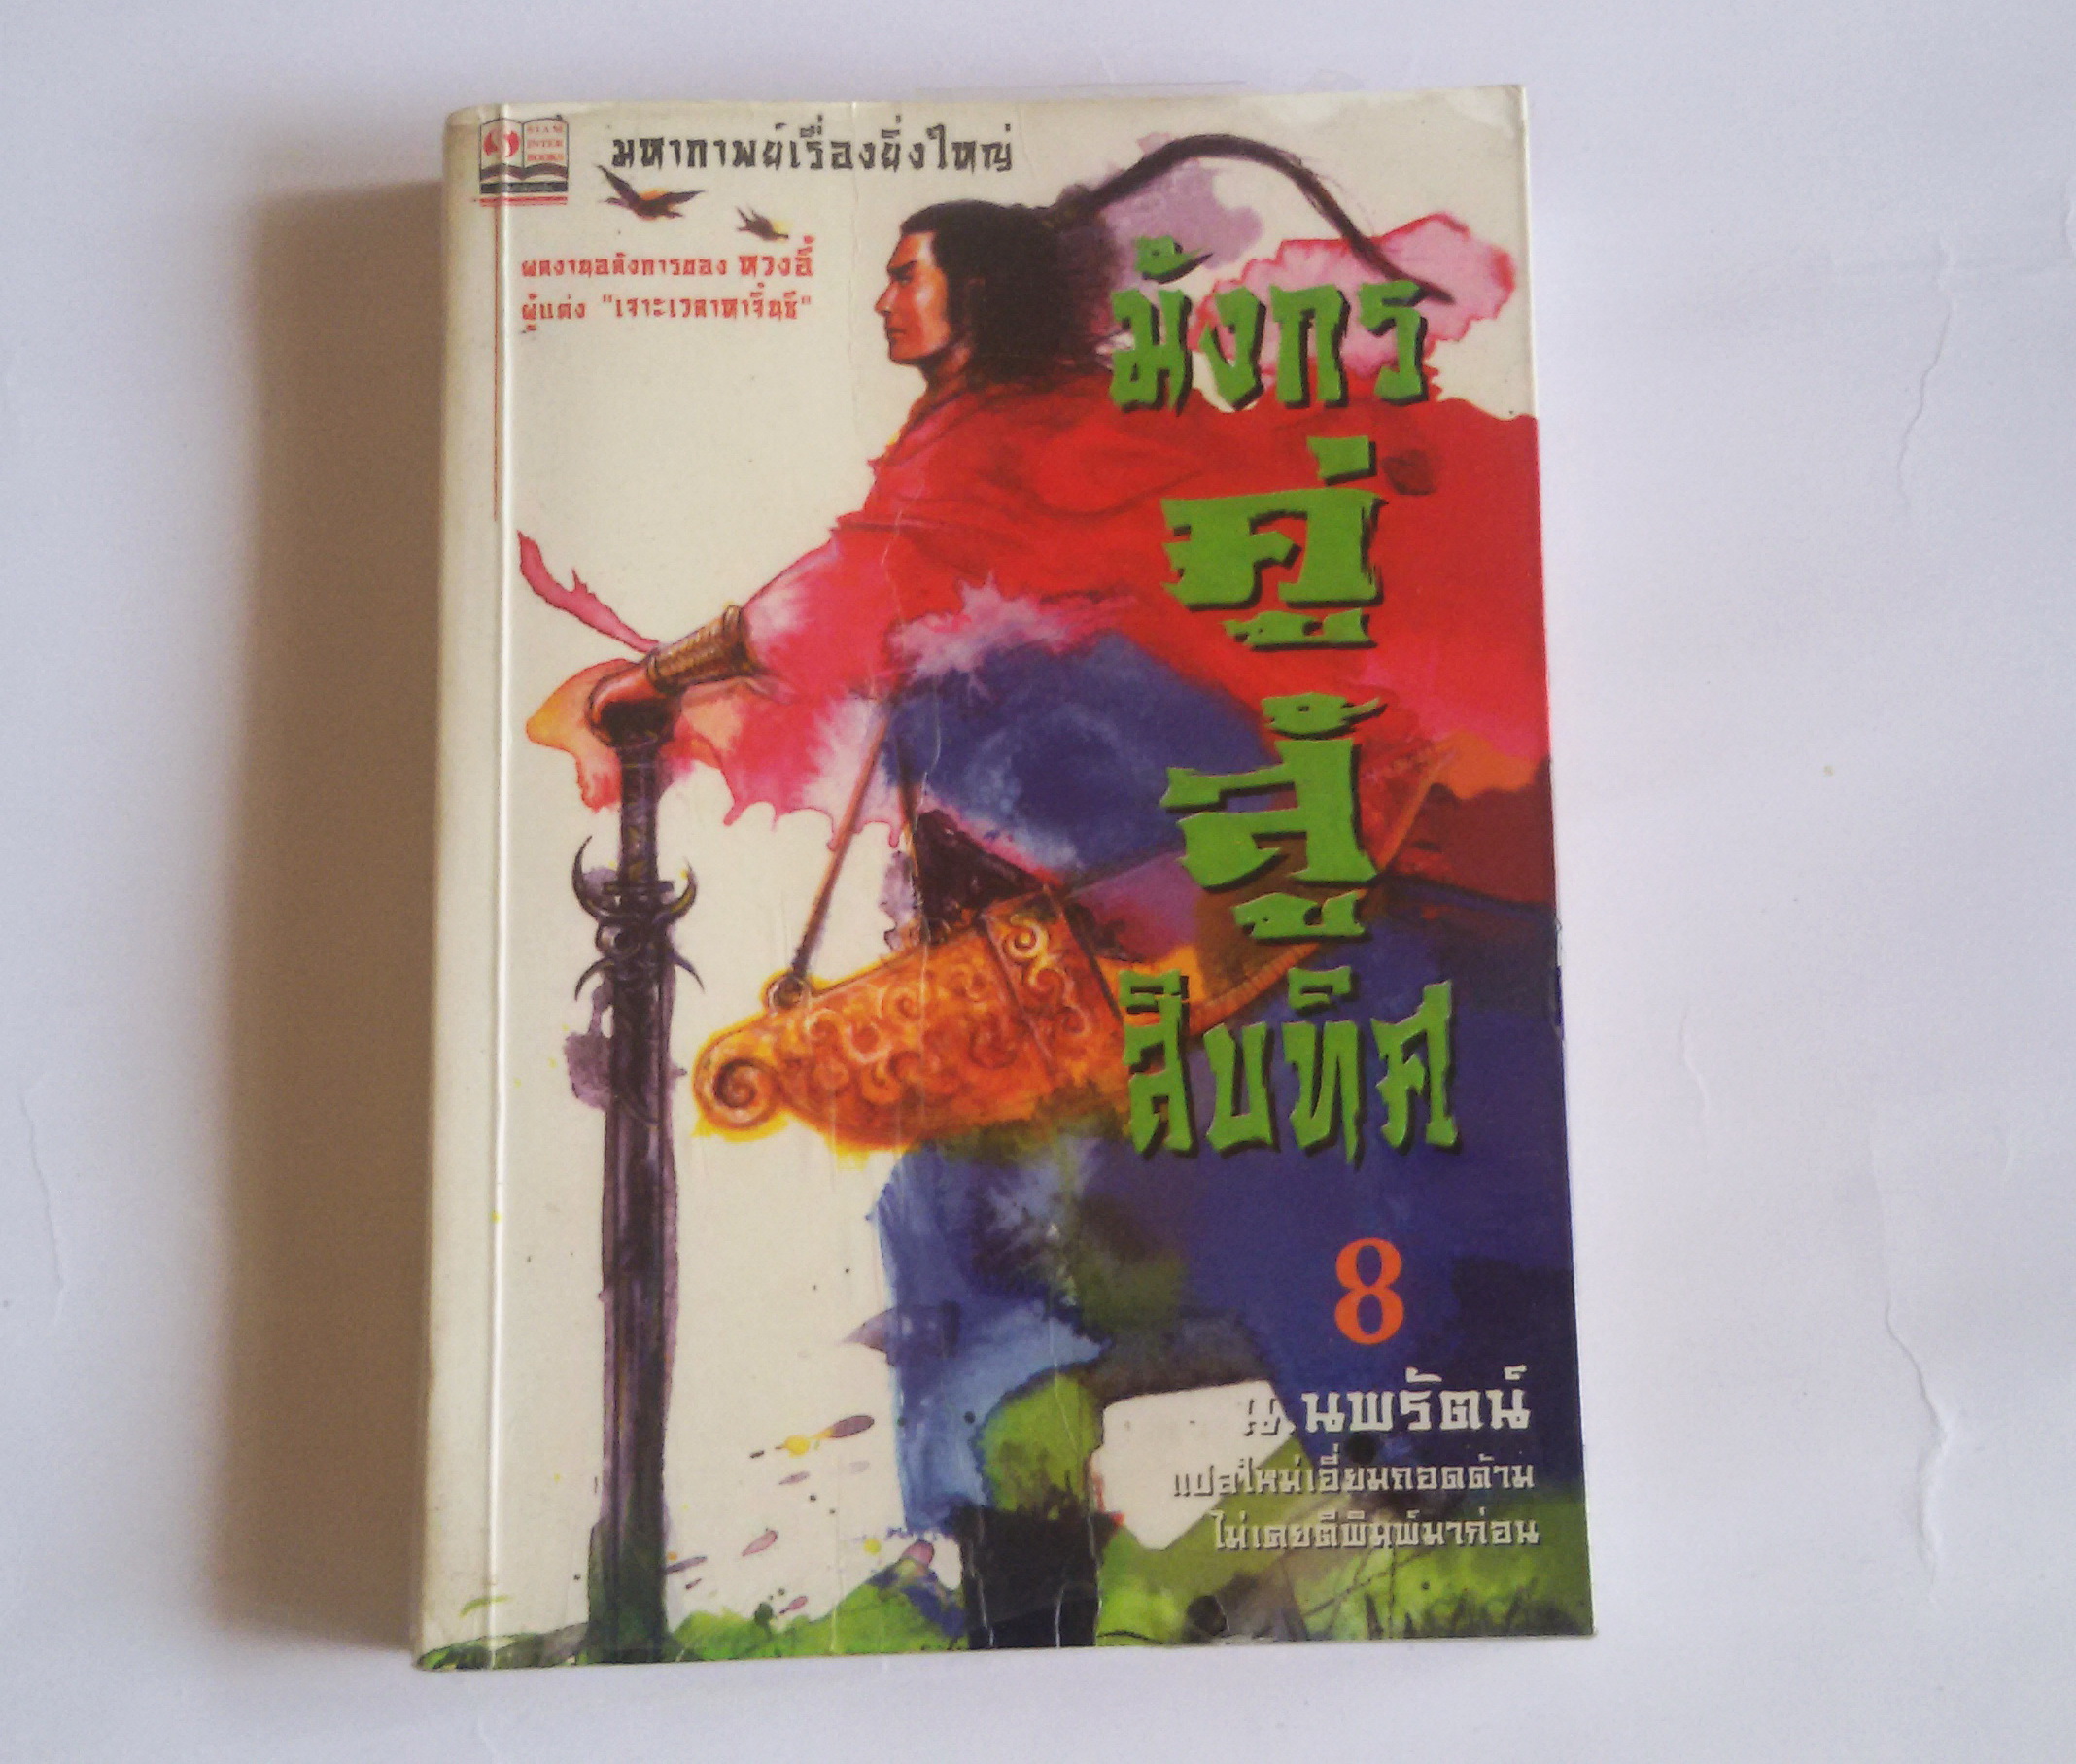 SIAM
INTER
BOOKS
มหากาพย์เรื่องยิ่งใหญ่
ผลงานอลังการของ หวงอี้
ผู้แต่ง "เจาะเวลาหาจิ๋นซี"
มังกร
คู่
สู้
สิบทิศ
8
น.นพรัตน์
แปลใหม่เอี่ยมถอดด้าม
ไม่เคยตีพิมพ์มาก่อน